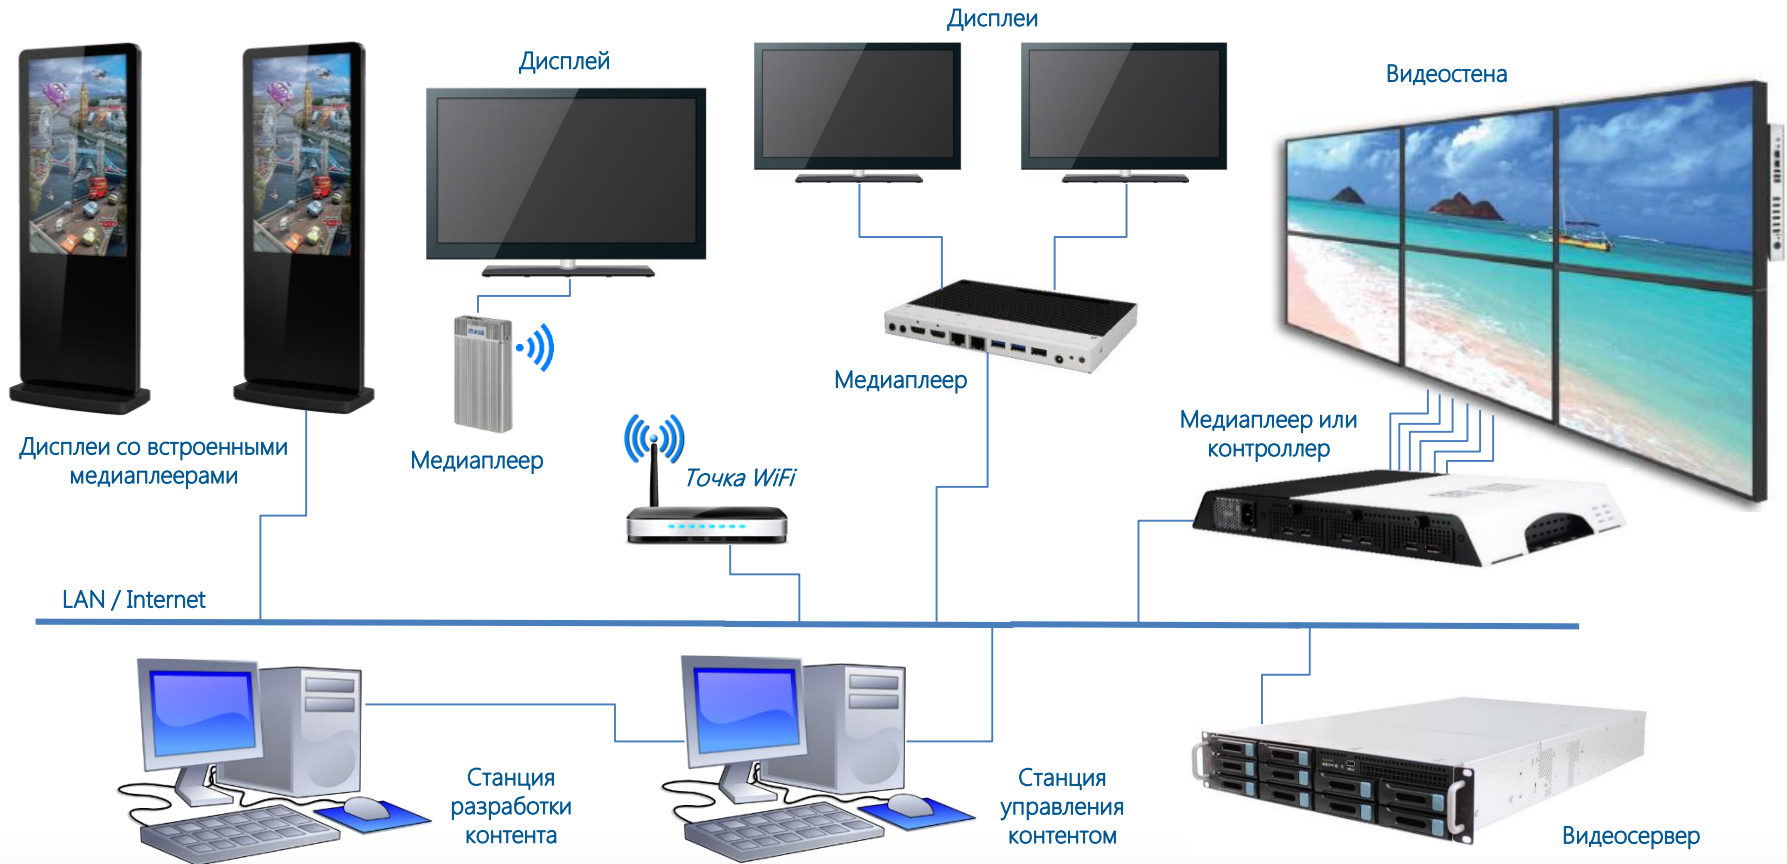 Дисплеи
Дисплей
Видеостена
Медиаплеер
Медиаплеер или
контроллер
Дисплеи со встроенными
медиаплеерами
Медиаплеер
Точка WiFi
LAN / Internet
Станция
разработки
контента
Станция
управления
контентом
Видеосервер